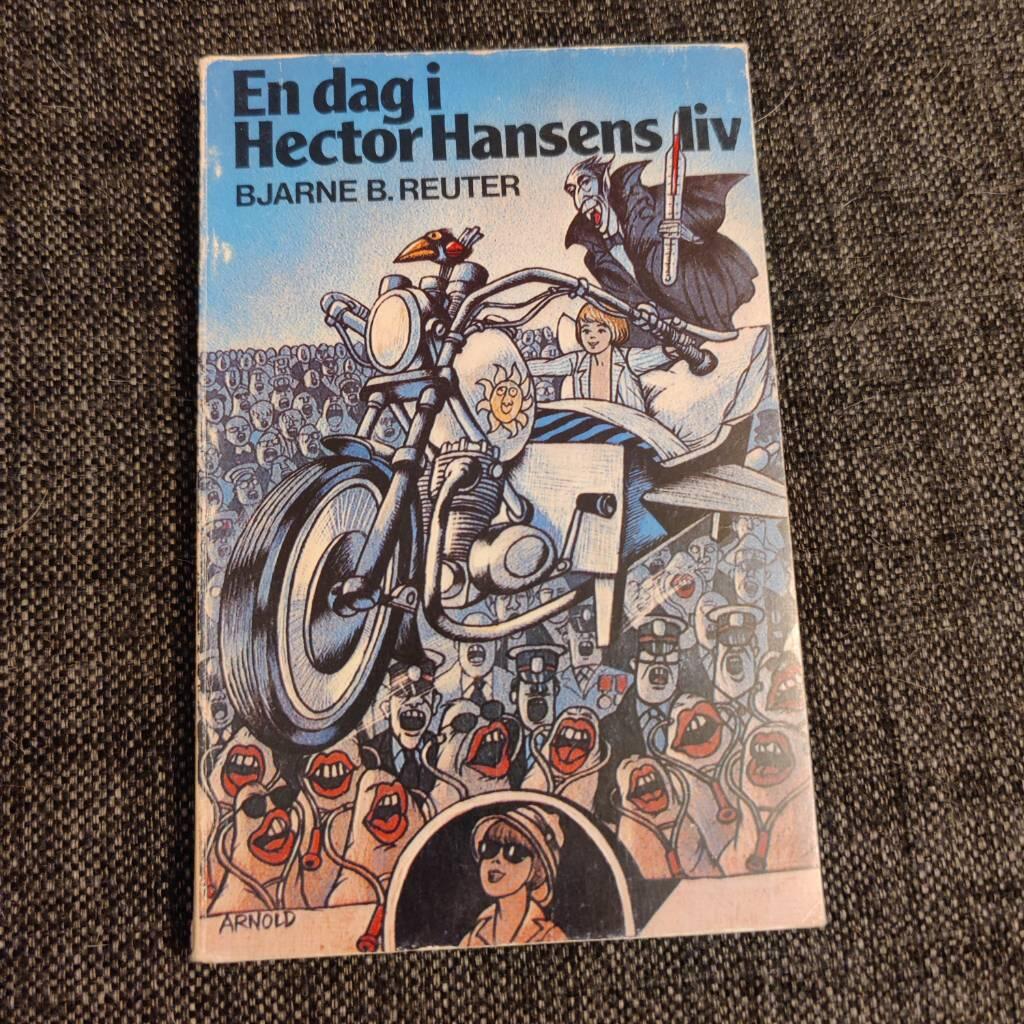 En dag i
Hector Hansens liv
BJARNE B. REUTER
ARNOLD